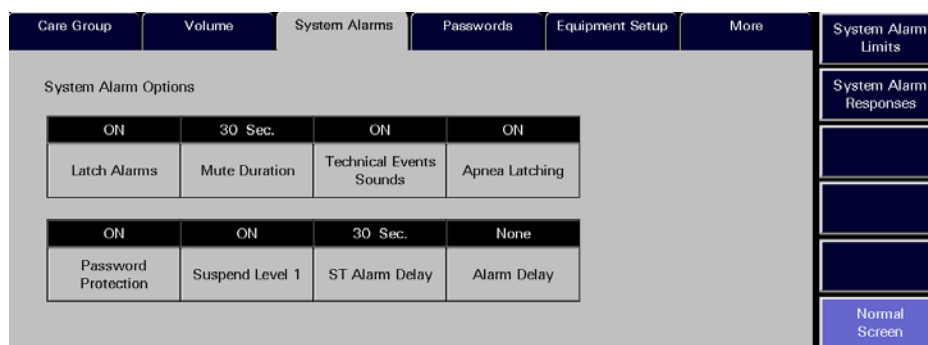 Care Group
Volume
System Alarms
Passwords
Equipment Setup
More
System Alarm
Limits
System Alarm
Responses
System Alarm Options
ON
30 Sec.
ON
ON
Latch Alarms
Mute Duration
Technical Events
Sounds
Apnea Latching
ON
ON
30 Sec.
None
Password
Protection
Suspend Level 1
ST Alarm Delay
Alarm Delay
Normal
Screen